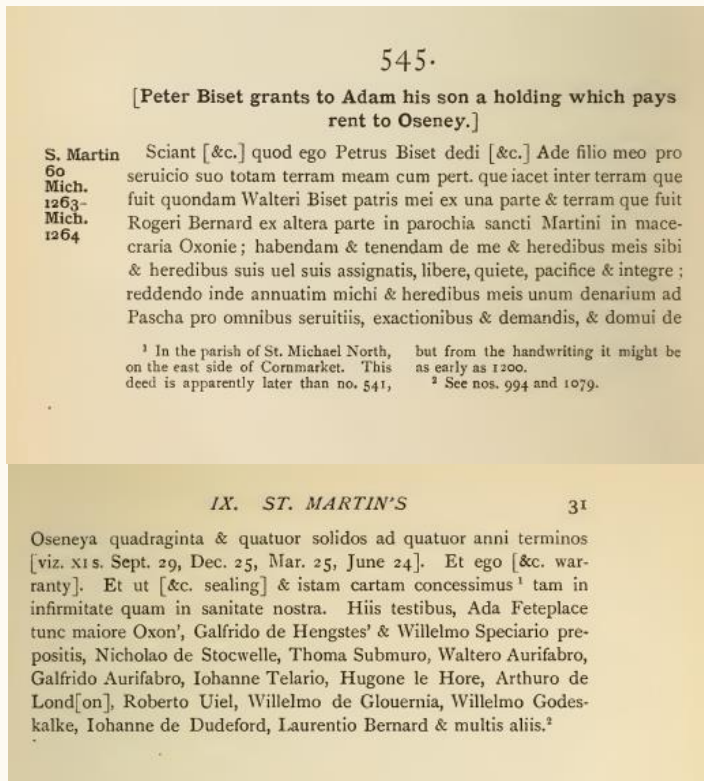 545.
[Peter Biset grants to Adam his son a holding which pays
rent to Oseney.]
S. Martin
60
Mich.
1263-
Mich.
1264
Sciant [&c.] quod ego Petrus Biset dedi [&c.] Ade filio meo pro
seruicio suo totam terram meam cum pert. que iacet inter terram que
fuit quondam Walteri Biset patris mei ex una parte & terram que fuit
Rogeri Bernard ex altera parte in parochia sancti Martini in mace-
craria Oxonie; habendam & tenendam de me & heredibus meis sibi
& heredibus suis uel suis assignatis, libere, quiete, pacifice & integre;
reddendo inde annuatim michi & heredibus meis unum denarium ad
Pascha pro omnibus seruitiis, exactionibus & demandis, & domui de
¹ In the parish of St. Michael North,
on the east side of Cornmarket. This
deed is apparently later than no. 541,
but from the handwriting it might be
as early as 1200.
² See nos. 994 and 1079.
IX. ST. MARTIN'S 31
Oseneya quadraginta & quatuor solidos ad quatuor anni terminos
[viz. XI s. Sept. 29, Dec. 25, Mar. 25, June 24]. Et ego [&c. war-
ranty]. Et ut [&c. sealing] & istam cartam concessimus ¹ tam in
infirmitate quam in sanitate nostra. Hiis testibus, Ada Feteplace
tunc maiore Oxon', Galfrido de Hengstes' & Willelmo Speciario pre-
positis, Nicholao de Stocwelle, Thoma Submuro, Waltero Aurifabro,
Galfrido Aurifabro, Iohanne Telario, Hugone le Hore, Arthuro de
Lond[on], Roberto Uiel, Willelmo de Glouernia, Willelmo Godes-
kalke, Iohanne de Dudeford, Laurentio Bernard & multis aliis.²